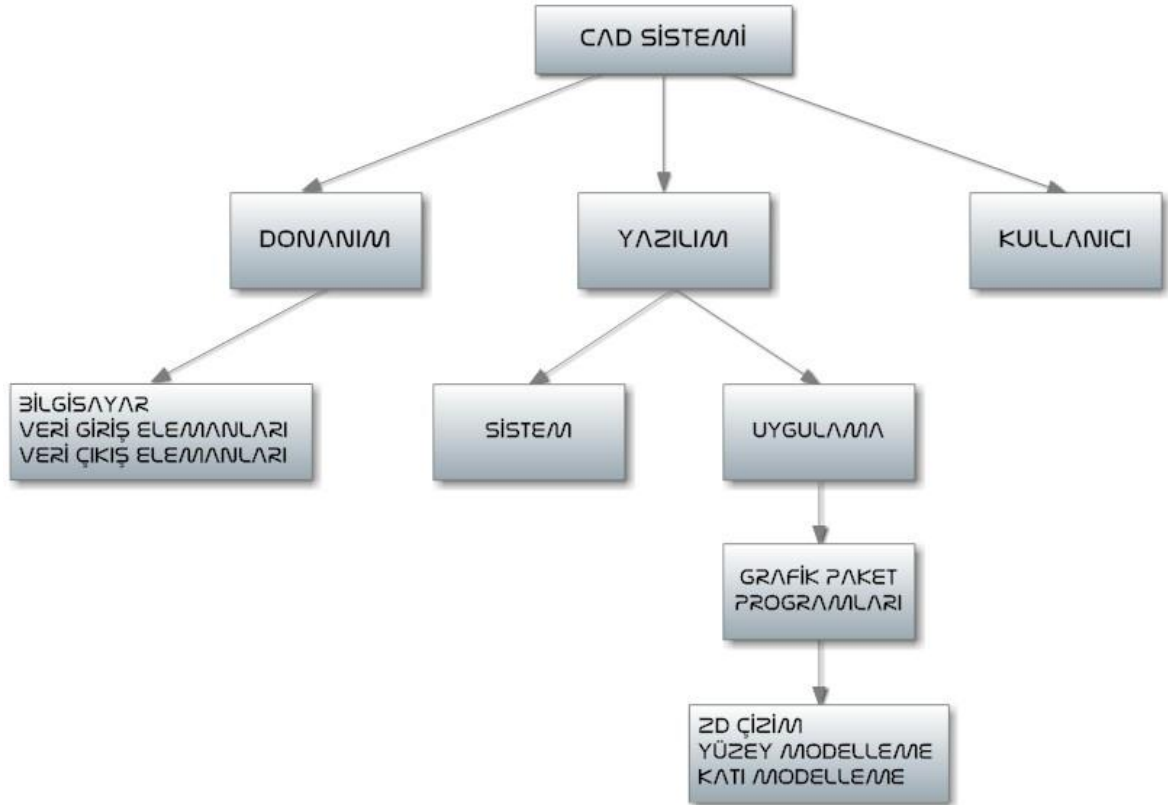 CAD SİSTEMİ
DONANIM
YAZILIM
KULLANICI
BİLGİSAYAR
VERİ GİRİŞ ELEMANLARI
VERİ ÇIKIŞ ELEMANLARI
SİSTEM
UYGULAMA
GRAFİK PAKET
PROGRAMLARI
2D ÇİZİM
YÜZEY MODELLEME
KATI MODELLEME